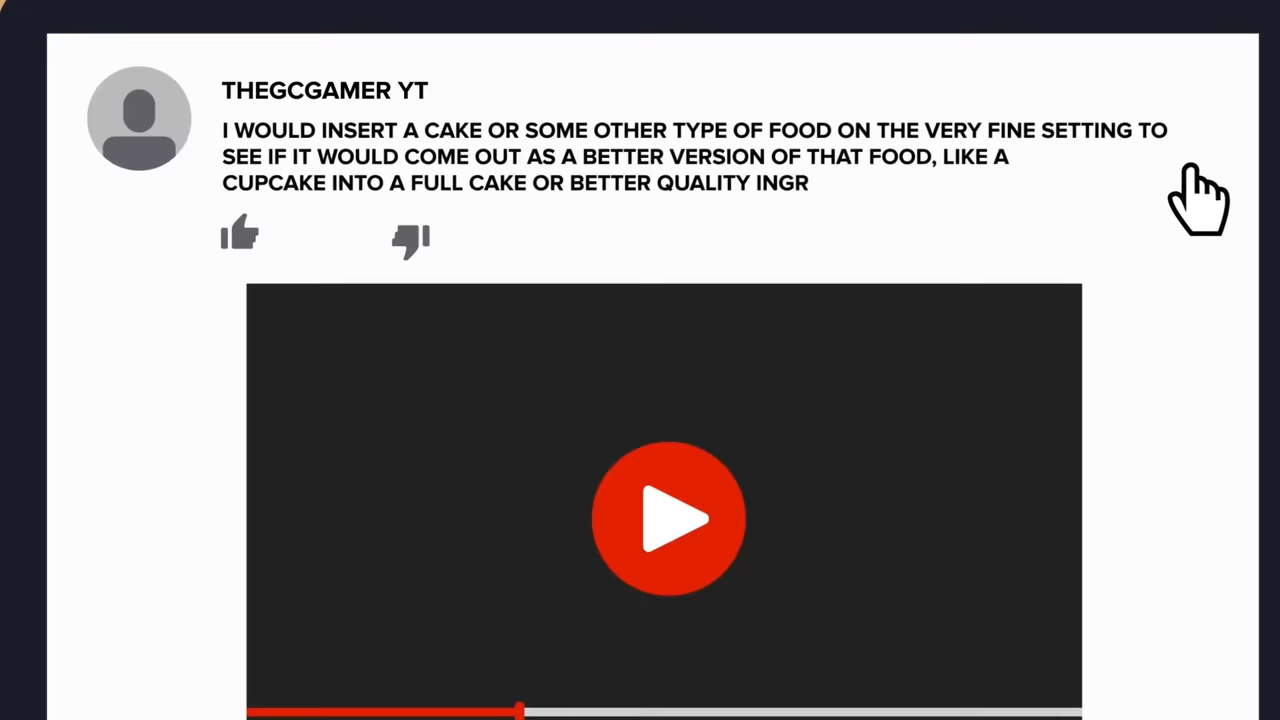 THEGCGAMER YT
I WOULD INSERT A CAKE OR SOME OTHER TYPE OF FOOD ON THE VERY FINE SETTING TO
SEE IF IT WOULD COME OUT AS A BETTER VERSION OF THAT FOOD, LIKE A
CUPCAKE INTO A FULL CAKE OR BETTER QUALITY INGR